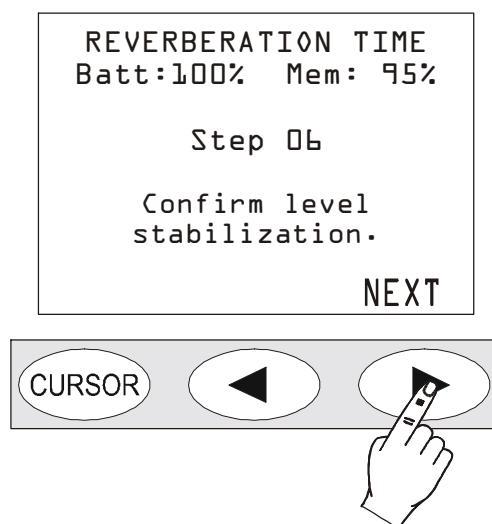 REVERBERATION TIME
Batt:100% Mem: 95%
Step 06
Confirm level
stabilization.
NEXT
CURSOR